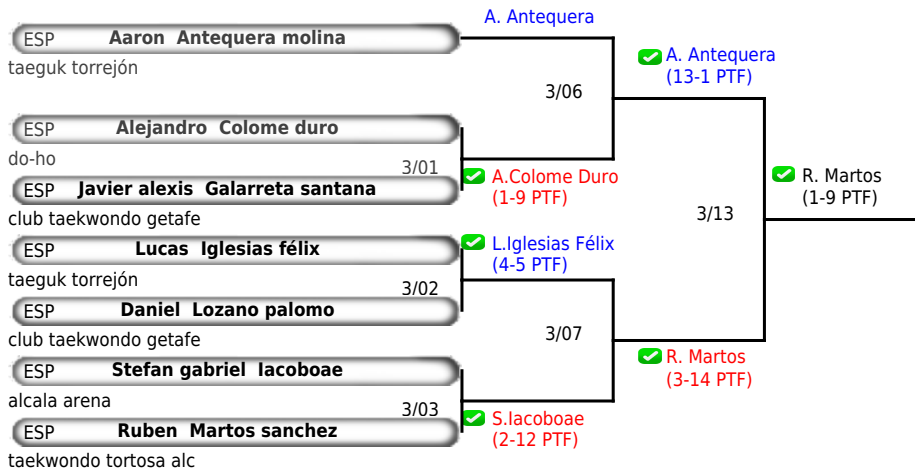 A. Antequera
ESP Aaron Antequera molina
taeguk torrejón
A. Antequera
(13-1 PTF)
3/06
ESP Alejandro Colome duro
do-ho
3/01
ESP Javier alexis Galarreta santana
club taekwondo getafe
A.Colome Duro
(1-9 PTF)
R. Martos
(1-9 PTF)
3/13
ESP Lucas Iglesias félix
taeguk torrejón
L.Iglesias Félix
(4-5 PTF)
3/02
ESP Daniel Lozano palomo
club taekwondo getafe
3/07
ESP Stefan gabriel Iacoboae
alcala arena
R. Martos
(3-14 PTF)
3/03
ESP Ruben Martos sanchez
taekwondo tortosa alc
S.Iacoboae
(2-12 PTF)